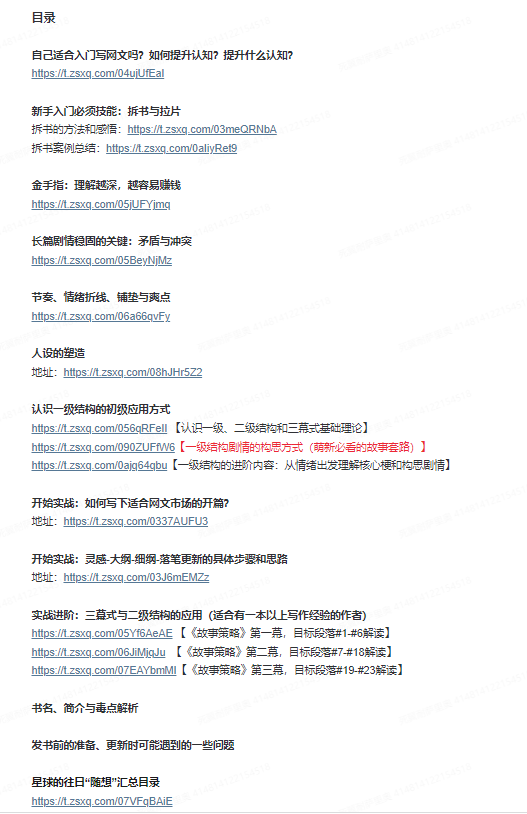 目录
自己适合入门写网文吗？如何提升认知？提升什么认知？
https://t.zsxq.com/04ujUfEaI
新手入门必须技能：拆书与拉片
拆书的方法和感悟：https://t.zsxq.com/03meQRNbA
拆书案例总结：https://t.zsxq.com/0aIiyRet9
金手指：理解越深，越容易赚钱
https://t.zsxq.com/05jUFYjmq
长篇剧情稳固的关键：矛盾与冲突
https://t.zsxq.com/05BeyNjMz
节奏、情绪折线、铺垫与爽点
https://t.zsxq.com/06a66qvFy
人设的塑造
地址：https://t.zsxq.com/08hJHr5Z2
认识一级结构的初级应用方式
https://t.zsxq.com/056qRFeII 【认识一级、二级结构和三幕式基础理论】
https://t.zsxq.com/090ZUFfW6【一级结构剧情的构思方式（萌新必看的故事套路）】
https://t.zsxq.com/0ajq64qbu【一级结构的进阶内容：从情绪出发理解核心梗和构思剧情】
开始实战：如何写下适合网文市场的开篇？
地址：https://t.zsxq.com/0337AUFU3
开始实战：灵感-大纲-细纲-落笔更新的具体步骤和思路
地址：https://t.zsxq.com/03J6mEMZz
实战进阶：三幕式与二级结构的应用（适合有一本以上写作经验的作者）
https://t.zsxq.com/05Yf6AeAE 【《故事策略》第一幕，目标段落#1-#6解读】
https://t.zsxq.com/06JiMjqJu 【《故事策略》第二幕，目标段落#7-#18解读】
https://t.zsxq.com/07EAYbmMI【《故事策略》第三幕，目标段落#19-#23解读】
书名、简介与毒点解析
发书前的准备、更新时可能遇到的一些问题
星球的往日“随想”汇总目录
https://t.zsxq.com/07VFqBAiE